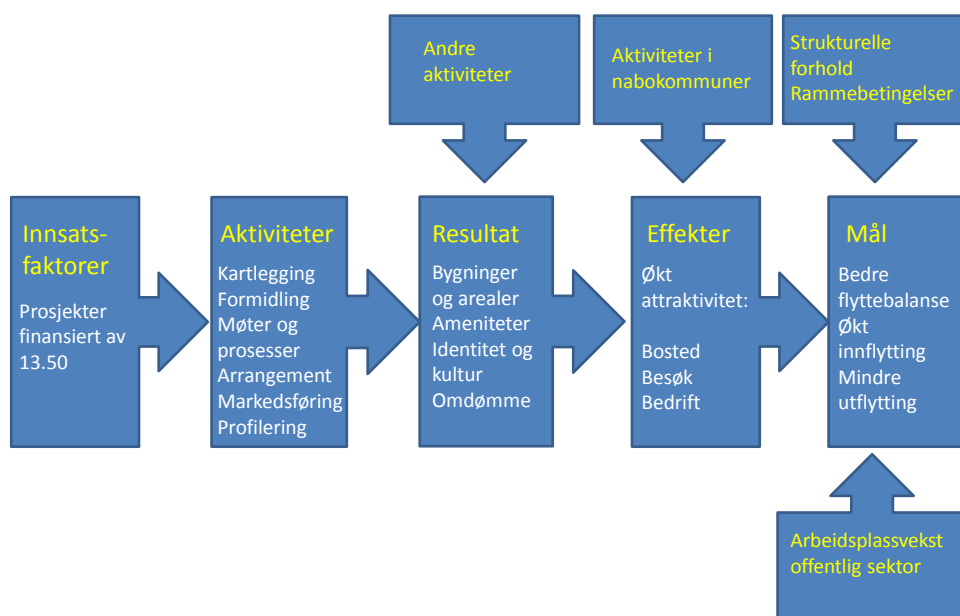 Andre
aktiviteter
Aktiviteter i
nabokommuner
Strukturelle
forhold
Rammebetingelser
Innsats-
faktorer
Prosjekter
finansiert av
13.50
Aktiviteter
Kartlegging
Formidling
Møter og
prosesser
Arrangement
Markedsføring
Profilering
Resultat
Bygninger
og arealer
Ameniteter
Identitet og
kultur
Omdømme
Effekter
Økt
attraktivitet:
Bosted
Besøk
Bedrift
Mål
Bedre
flyttebalanse
Økt
innflytting
Mindre
utflytting
Arbeidsplassvekst
offentlig sektor